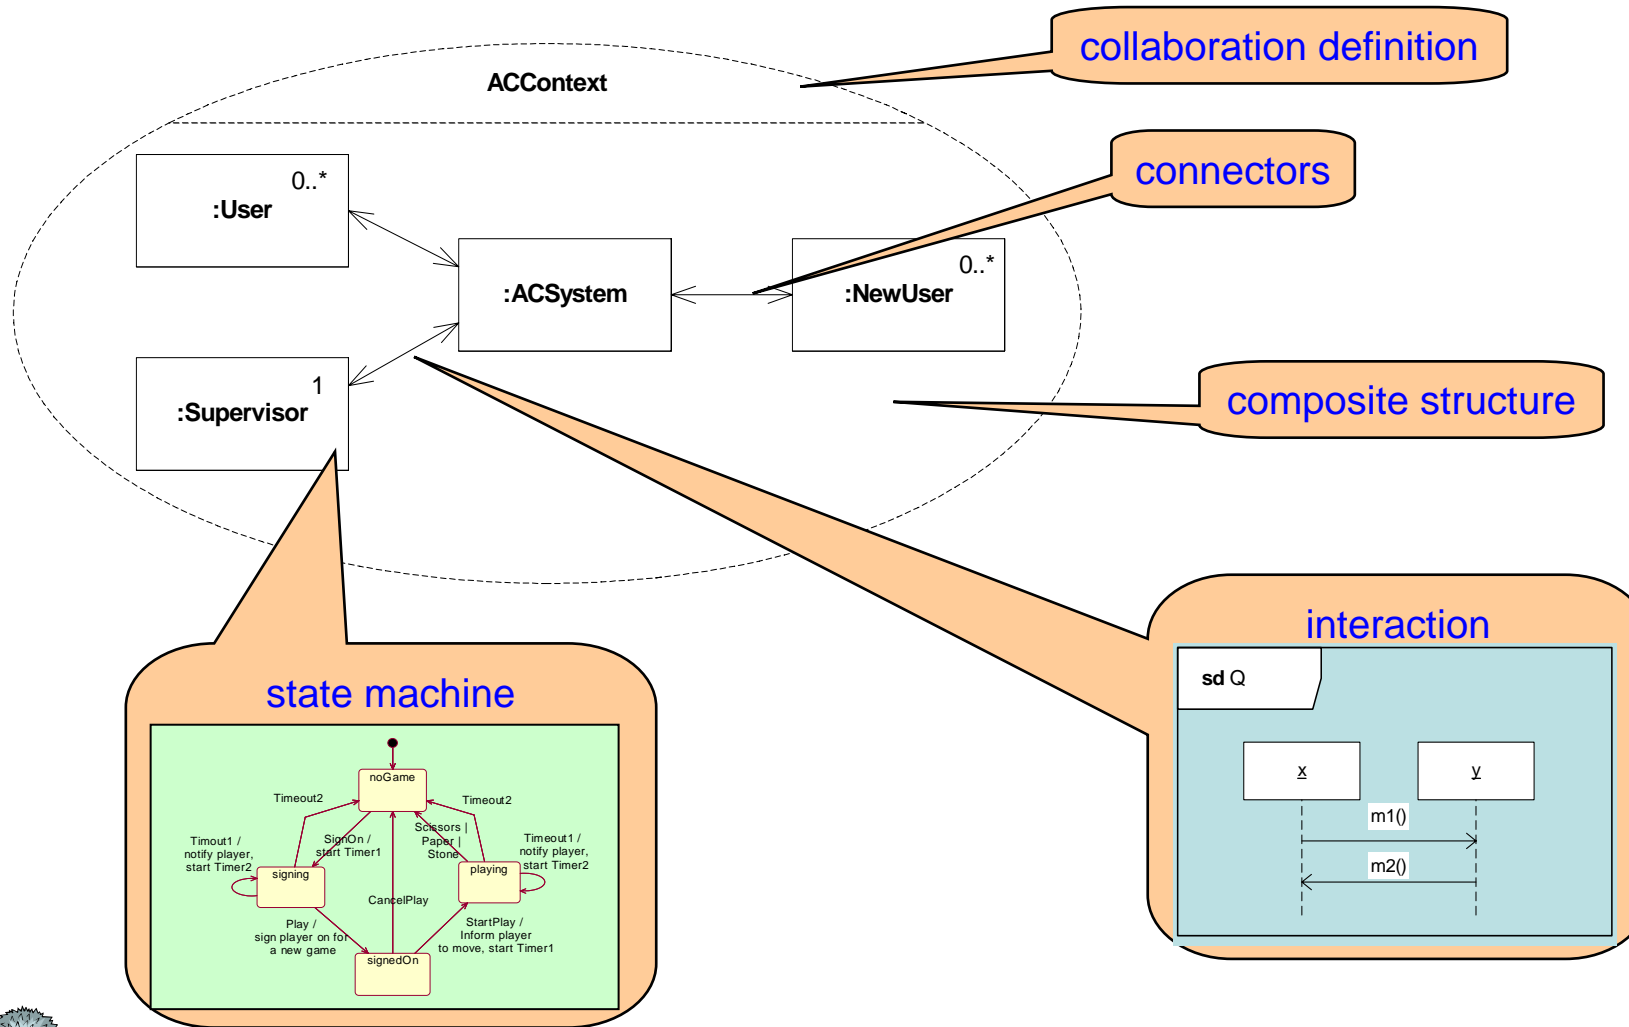 collaboration definition
ACContext
connectors
0..*
:User
:ACSystem
0..*
:NewUser
1
:Supervisor
composite structure
interaction
sd Q
x
y
m1()
m2()
state machine
noGame
Timeout2
Timeout2
SignOn /
start Timer1
Scissors |
Paper |
Stone
Timout1 /
notify player,
start Timer2
Timeout1 /
notify player,
start Timer2
signing
playing
CancelPlay
Play /
sign player on for
a new game
StartPlay /
Inform player
to move, start Timer1
signedOn